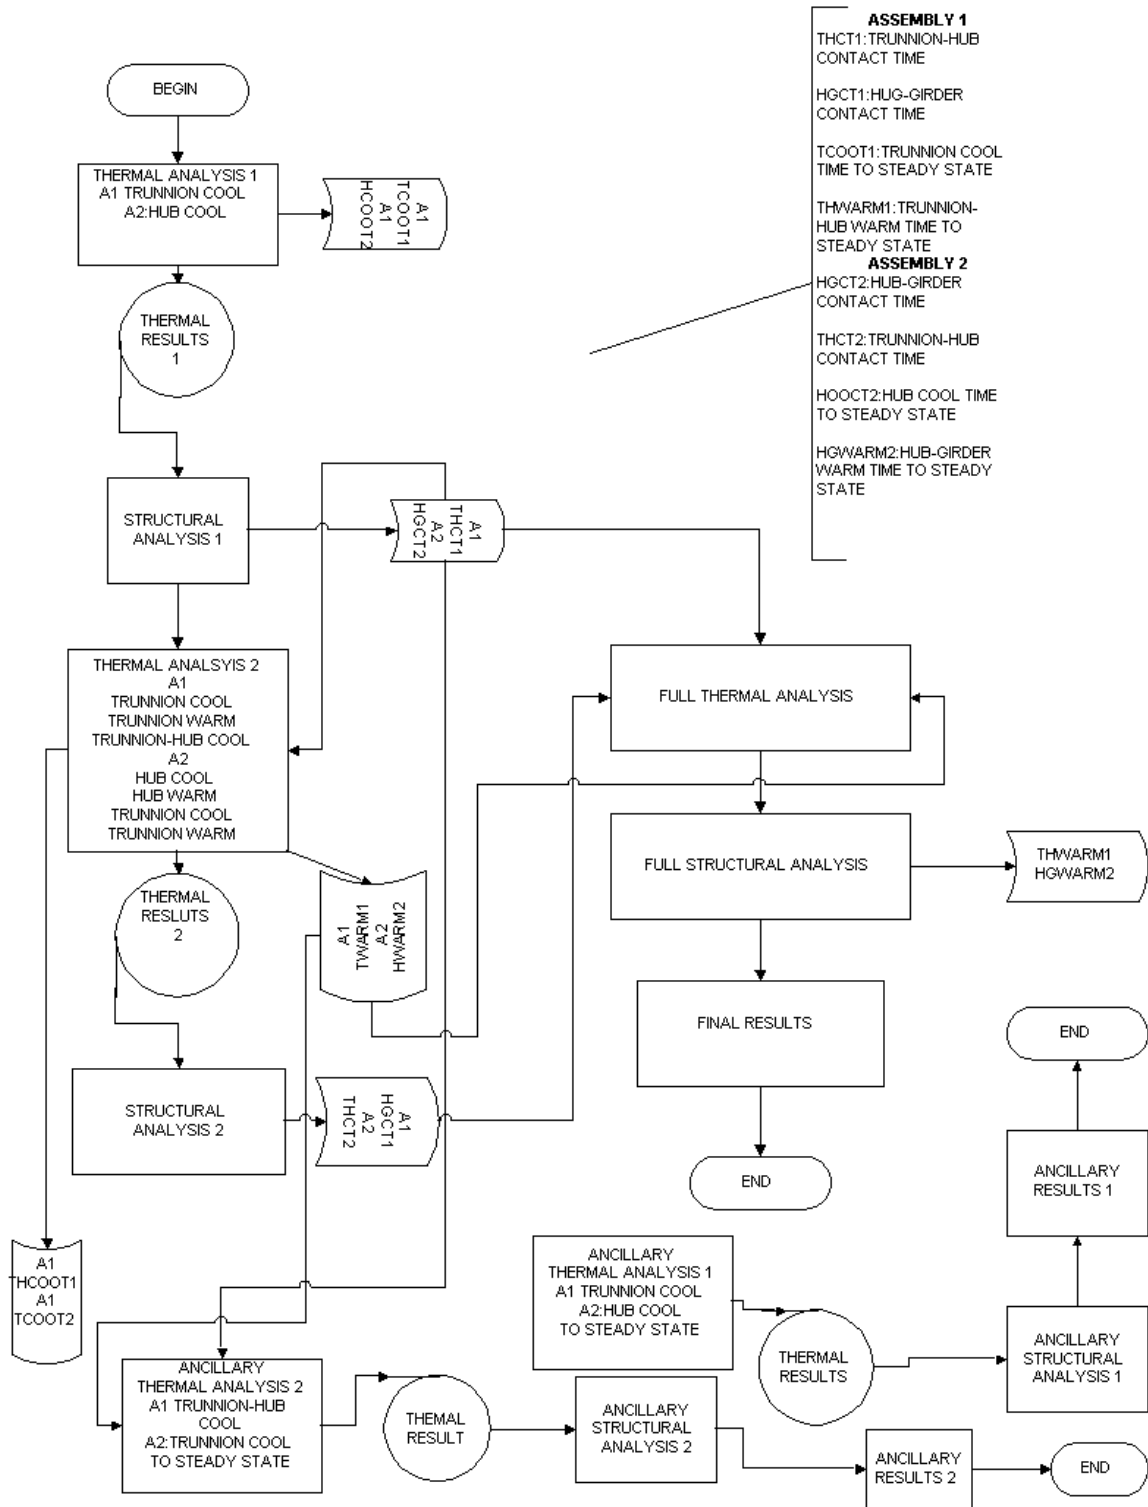 ASSEMBLY 1
THCT1:TRUNNION-HUB
CONTACT TIME
HGCT1:HUG-GIRDER
CONTACT TIME
TCOOT1:TRUNNION COOL
TIME TO STEADY STATE
THWARM1:TRUNNION-
HUB WARM TIME TO
STEADY STATE
ASSEMBLY 2
HGCT2:HUB-GIRDER
CONTACT TIME
THCT2:TRUNNION-HUB
CONTACT TIME
HOOCT2:HUB COOL TIME
TO STEADY STATE
HGWARM2:HUB-GIRDER
WARM TIME TO STEADY
STATE
BEGIN
THERMAL ANALYSIS 1
A1 TRUNNION COOL
A2:HUB COOL
A1
TCOOT1
A1
HCOOT2
THERMAL
RESULTS
1
STRUCTURAL
ANALYSIS 1
A1
THCT1
A2
HGCT2
THERMAL ANALSYIS 2
A1
TRUNNION COOL
TRUNNION WARM
TRUNNION-HUB COOL
A2
HUB COOL
HUB WARM
TRUNNION COOL
TRUNNION WARM
FULL THERMAL ANALYSIS
FULL STRUCTURAL ANALYSIS
THWARM1
HGWARM2
THERMAL
RESLUTS
2
A1
TWARM1
A2
HWARM2
FINAL RESULTS
END
STRUCTURAL
ANALYSIS 2
A1
HGCT1
A2
THCT2
END
ANCILLARY
RESULTS 1
A1
THCOOT1
A1
TCOOT2
ANCILLARY
THERMAL ANALYSIS 1
A1 TRUNNION COOL
A2:HUB COOL
TO STEADY STATE
THERMAL
RESULTS
ANCILLARY
STRUCTURAL
ANALYSIS 1
ANCILLARY
THERMAL ANALYSIS 2
A1 TRUNNION-HUB
COOL
A2:TRUNNION COOL
TO STEADY STATE
THEMAL
RESULT
ANCILLARY
STRUCTURAL
ANALYSIS 2
ANCILLARY
RESULTS 2
END